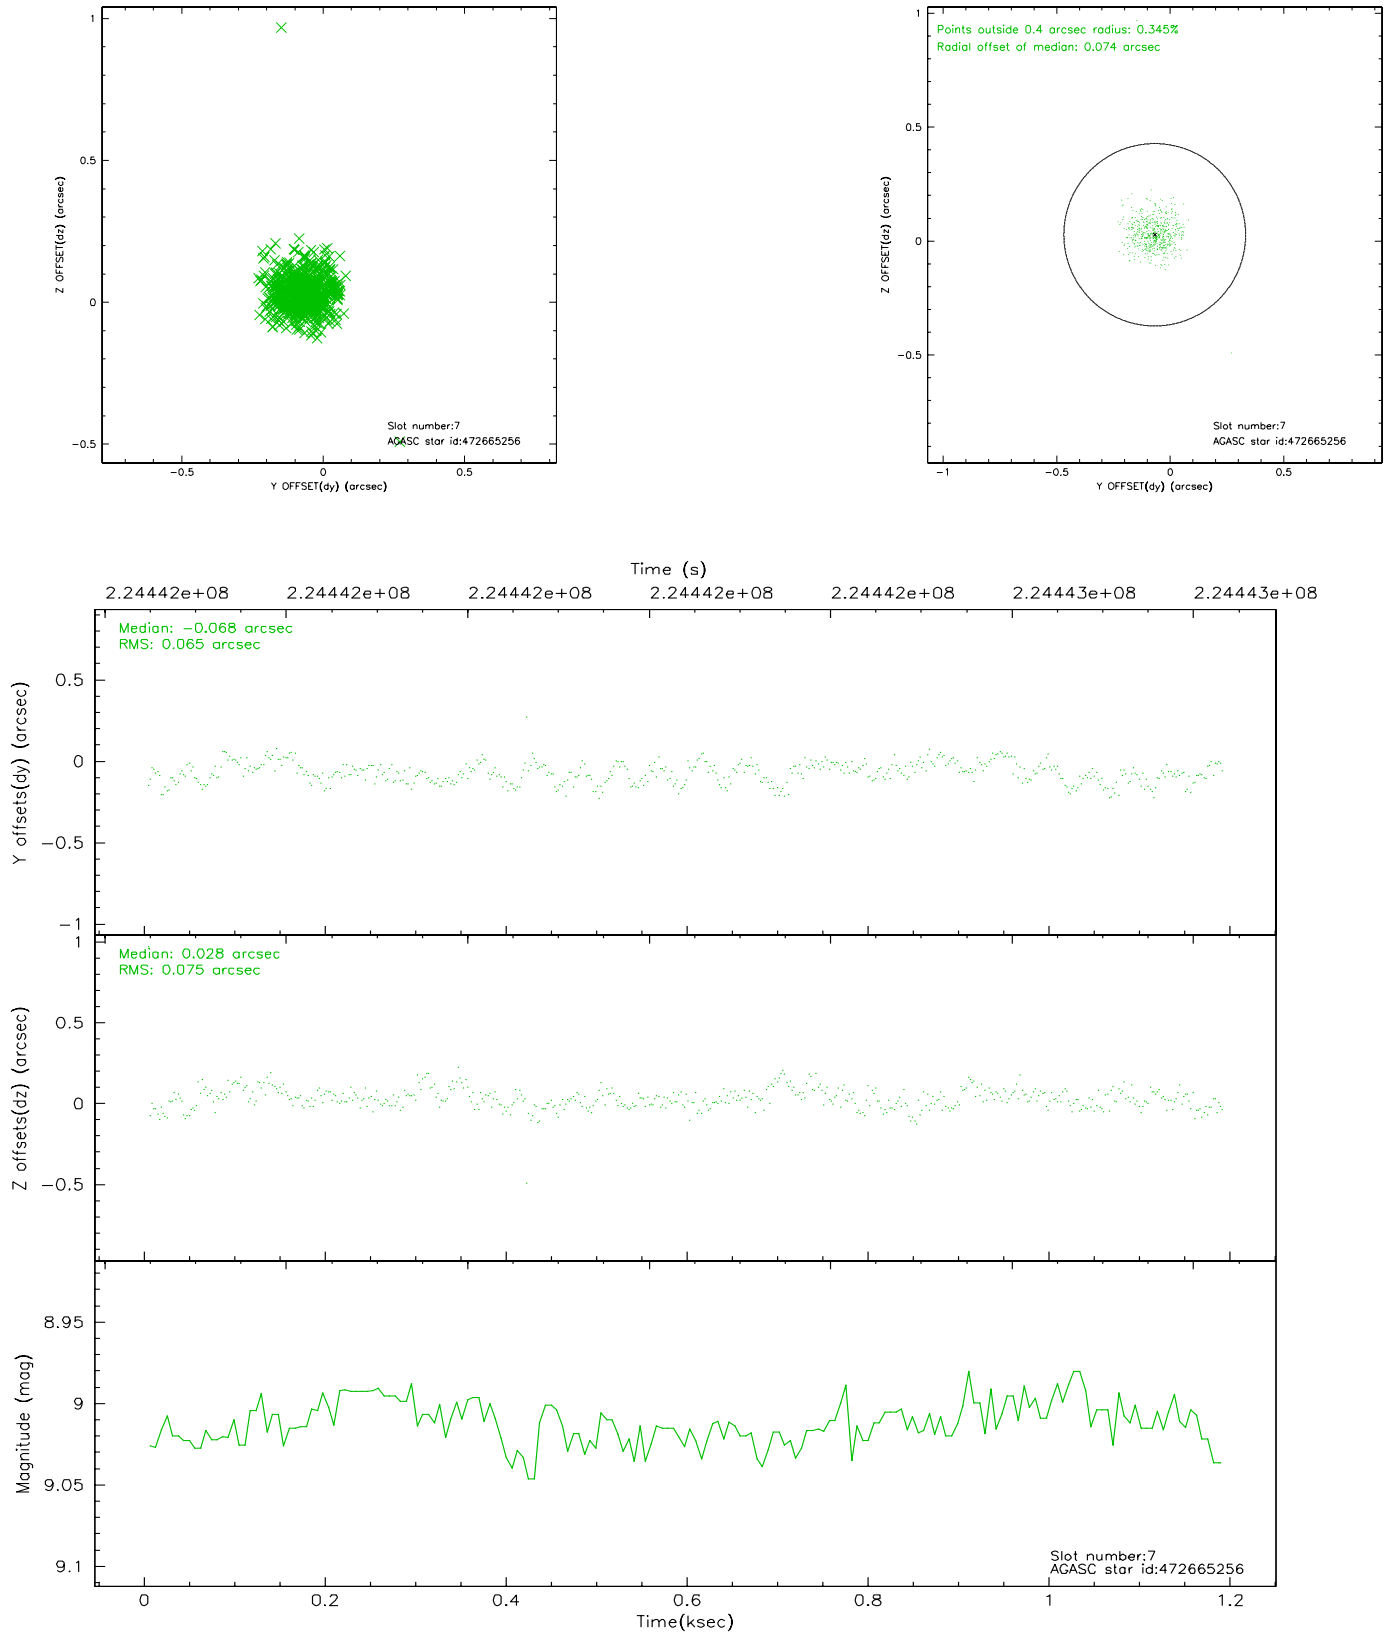 1
0.5
0
−0.5
−0.5
0
0.5
Z OFFSET(dz) (arcsec)
Y OFFSET(dy) (arcsec)
Slot number:7
AGASC star id:472665256
Points outside 0.4 arcsec radius: 0.345%
Radial offset of median: 0.074 arcsec
1
0.5
0
−0.5
−1
−0.5
0
0.5
Z OFFSET(dz) (arcsec)
Y OFFSET(dy) (arcsec)
Slot number:7
AGASC star id:472665256
Time (s)
2.24442e+08 2.24442e+08 2.24442e+08 2.24442e+08 2.24442e+08 2.24443e+08 2.24443e+08
Median: −0.068 arcsec
RMS: 0.065 arcsec
0.5
0
−0.5
−1
Y offsets(dy) (arcsec)
Median: 0.028 arcsec
RMS: 0.075 arcsec
1
0.5
0
−0.5
Z offsets(dz) (arcsec)
8.95
9
9.05
9.1
Magnitude (mag)
Slot number:7
AGASC star id:472665256
0 0.2 0.4 0.6 0.8 1 1.2
Time(ksec)